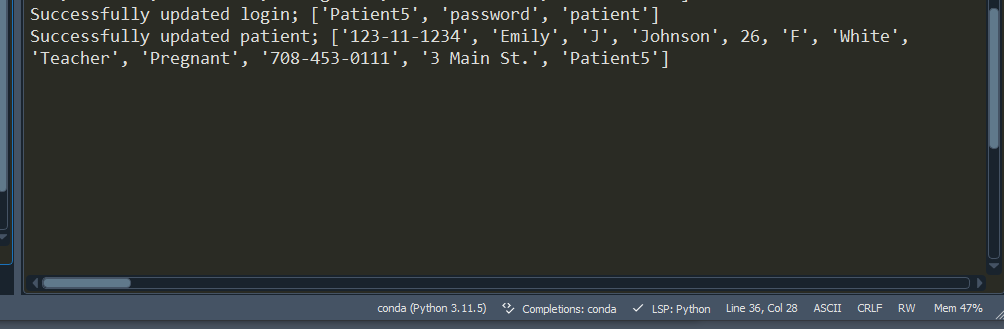 Successfully updated login; ['Patient5', 'password', 'patient']
Successfully updated patient; ['123-11-1234', 'Emily', 'J', 'Johnson', 26, 'F', 'White',
'Teacher', 'Pregnant', '708-453-0111', '3 Main St.', 'Patient5']
conda (Python 3.11.5) Completions: conda LSP: Python Line 36, Col 28 ASCII CRLF RW Mem 47%